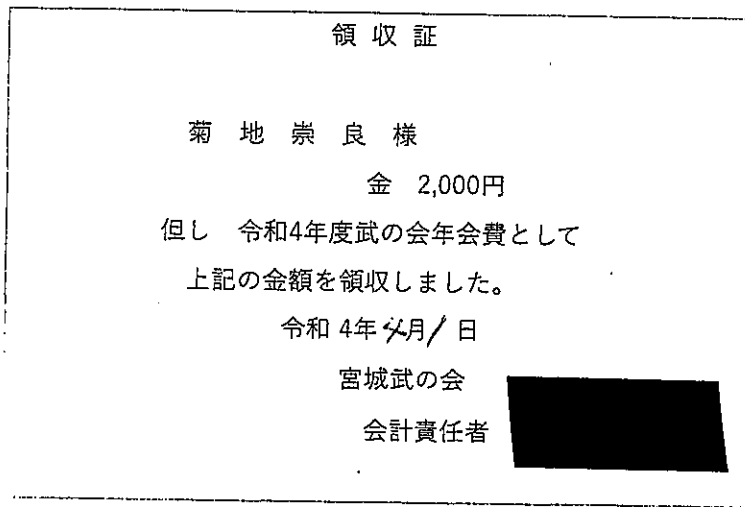 領収証
菊地崇良様
金 2,000円
但し 令和4年度武の会年会費として
上記の金額を領収しました。
令和4年4月1日
宮城武の会
会計責任者